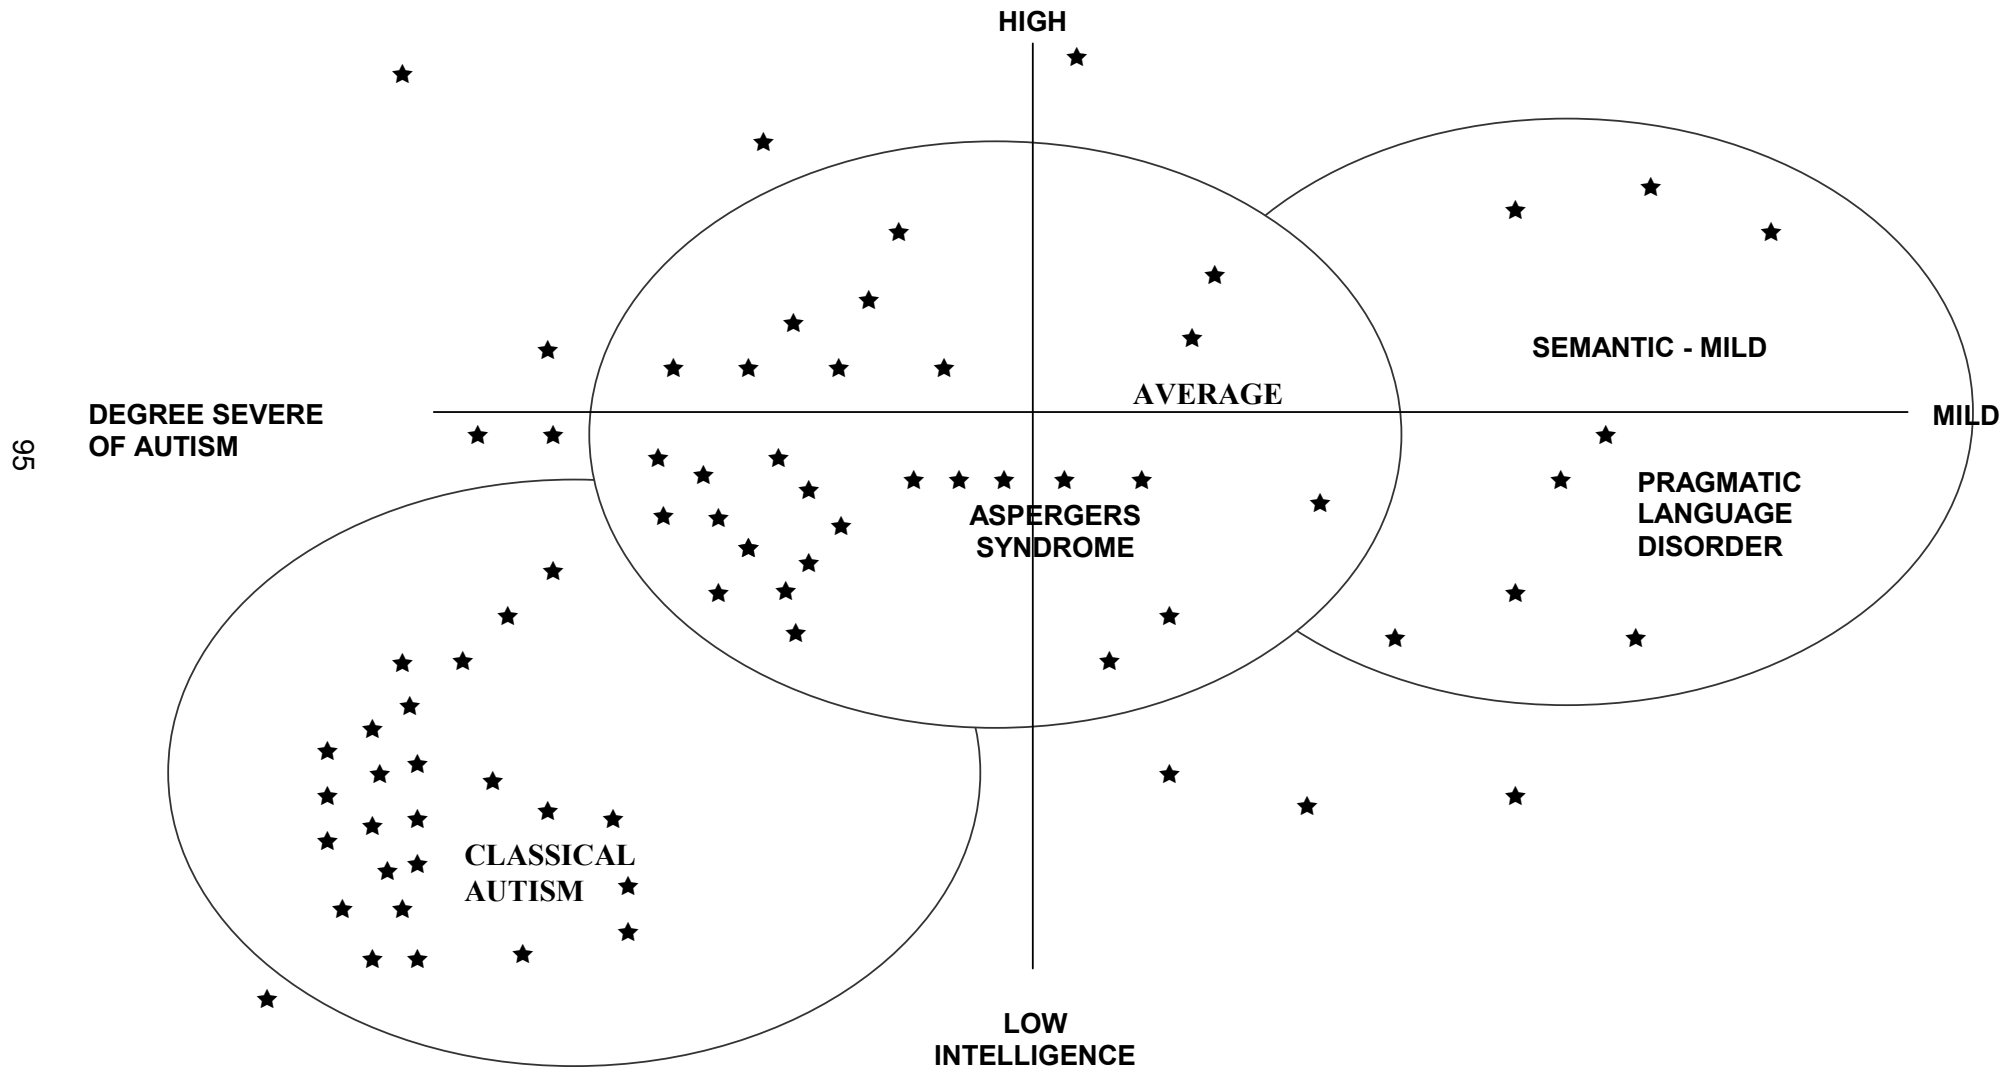 HIGH
SEMANTIC - MILD
AVERAGE
DEGREE SEVERE
OF AUTISM
MILD
95
PRAGMATIC
LANGUAGE
DISORDER
ASPERGERS
SYNDROME
CLASSICAL
AUTISM
LOW
INTELLIGENCE